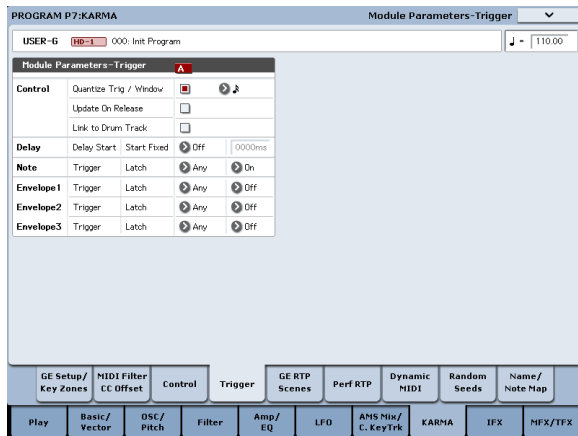 PROGRAM P7:KARMA Module Parameters-Trigger
USER-G HD-1 000: Init Program ♩ = 110.00
Module Parameters-Trigger A
Control Quantize Trig / Window
Update On Release
Link to Drum Track
Delay Delay Start Start Fixed Off 0000ms
Note Trigger Latch Any On
Envelope1 Trigger Latch Any Off
Envelope2 Trigger Latch Any Off
Envelope3 Trigger Latch Any Off
GE Setup/ Key Zones MIDI Filter CC Offset Control Trigger GE RTP Scenes Perf RTP Dynamic MIDI Random Seeds Name/ Note Map
Play Basic/ Vector OSC/ Pitch Filter Amp/ EQ LFO AMS Mix/ C. KeyTrk KARMA IFX MFX/TFX